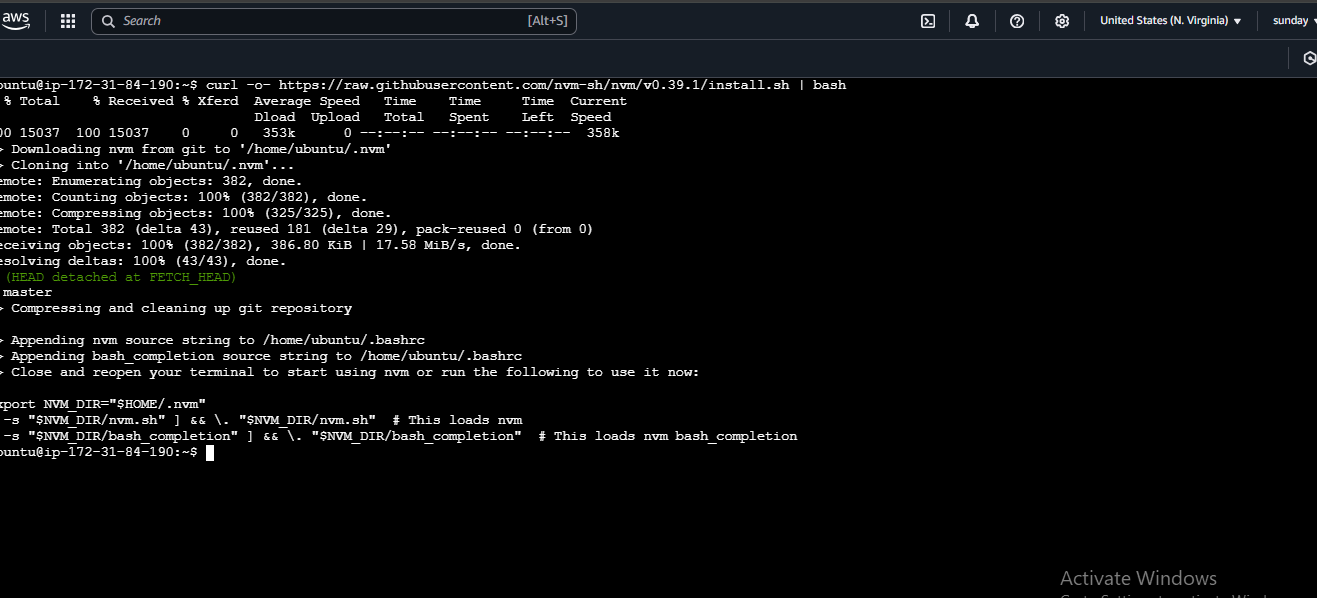 aws Search [Alt+S] United States (N. Virginia) sunday
ountu@ip-172-31-84-190:~$ curl -o- https://raw.githubusercontent.com/nvm-sh/nvm/v0.39.1/install.sh | bash
% Total % Received % Xferd Average Speed Time Time Time Current
Dload Upload Total Spent Left Speed
00 15037 100 15037 0 0 353k 0 --:--:-- --:--:-- --:--:-- 358k
> Downloading nvm from git to '/home/ubuntu/.nvm'
> Cloning into '/home/ubuntu/.nvm'...
emote: Enumerating objects: 382, done.
emote: Counting objects: 100% (382/382), done.
emote: Compressing objects: 100% (325/325), done.
emote: Total 382 (delta 43), reused 181 (delta 29), pack-reused 0 (from 0)
eceiving objects: 100% (382/382), 386.80 KiB | 17.58 MiB/s, done.
esolving deltas: 100% (43/43), done.
(HEAD detached at FETCH_HEAD)
master
> Compressing and cleaning up git repository
> Appending nvm source string to /home/ubuntu/.bashrc
> Appending bash_completion source string to /home/ubuntu/.bashrc
> Close and reopen your terminal to start using nvm or run the following to use it now:
xport NVM_DIR="$HOME/.nvm"
-s "$NVM_DIR/nvm.sh" ] && \. "$NVM_DIR/nvm.sh" # This loads nvm
-s "$NVM_DIR/bash_completion" ] && \. "$NVM_DIR/bash_completion" # This loads nvm bash_completion
ountu@ip-172-31-84-190:~$
Activate Windows